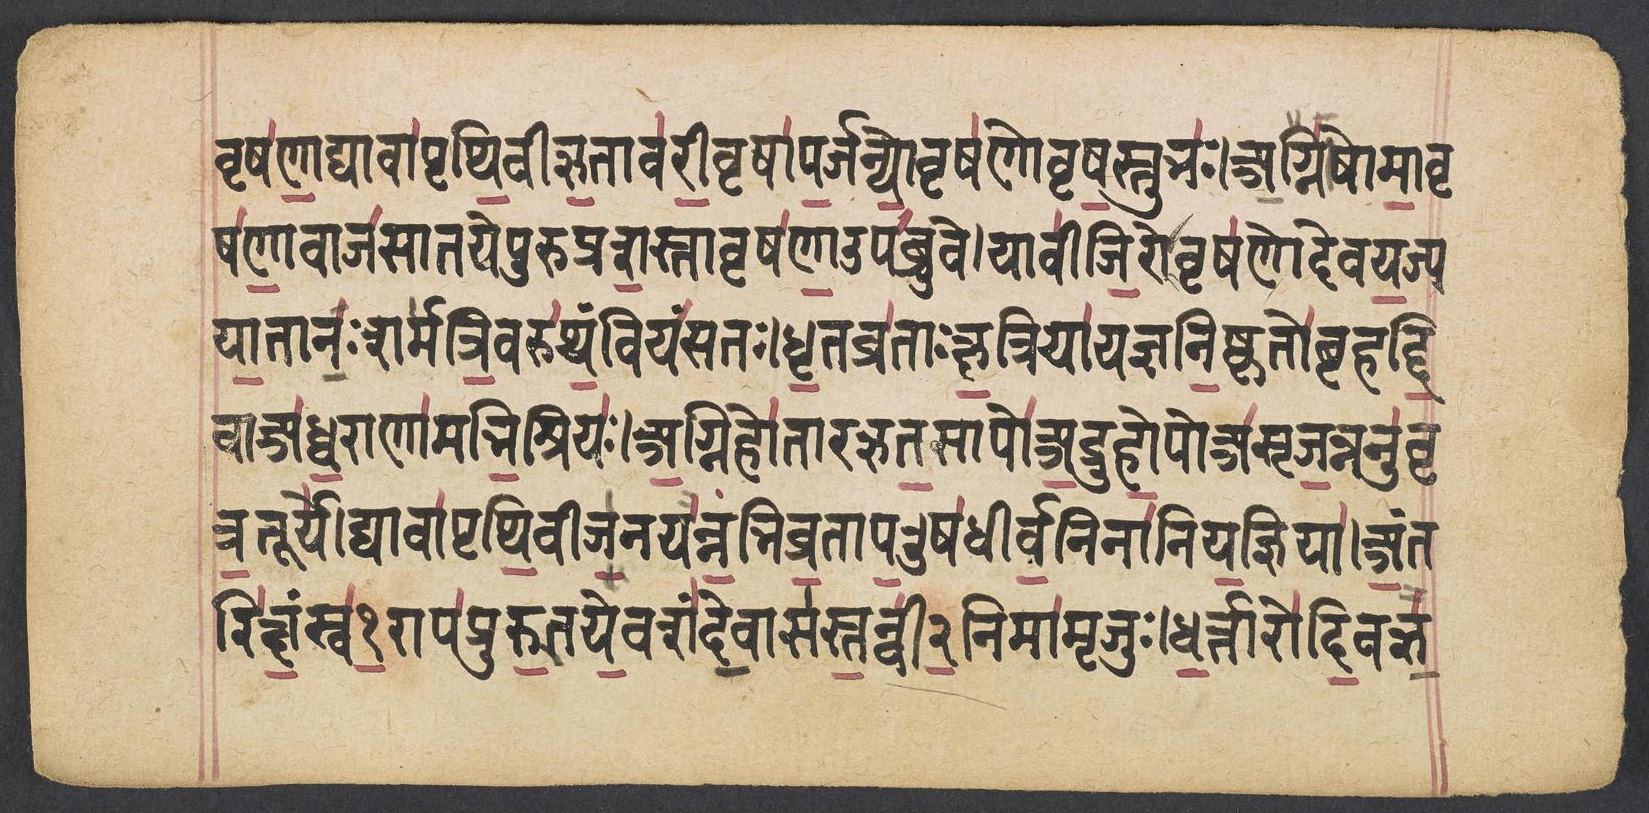 वृषणाद्यावापृथिवीऋतावरीवृषापर्जन्योवृषणोवृषस्तुभः।अग्नीषोमावृ
षणावाजसातयेपुरुप्रशस्तावृषणाउपब्रुवे।यावीजिरेवृषणोदेवयज्य
यातानःशर्मत्रिवरूथंवियंसतः।धृतव्रताःक्षत्रियायज्ञनिष्कृतोबृहद्दि
वाअध्वराणामभिश्रियः।अग्निहोतारऋतसापोअद्रुहोपोअसृजन्ननुवृ
त्रतूर्ये।द्यावापृथिवीजनयन्नभिव्रतापओषधीर्वनिनानियज्ञिया।अंत
रिक्षंस्व१रापप्रुरूतयेवशंदेवासस्तन्वी२निमामृजुः।धर्त्तारोदिवऋ